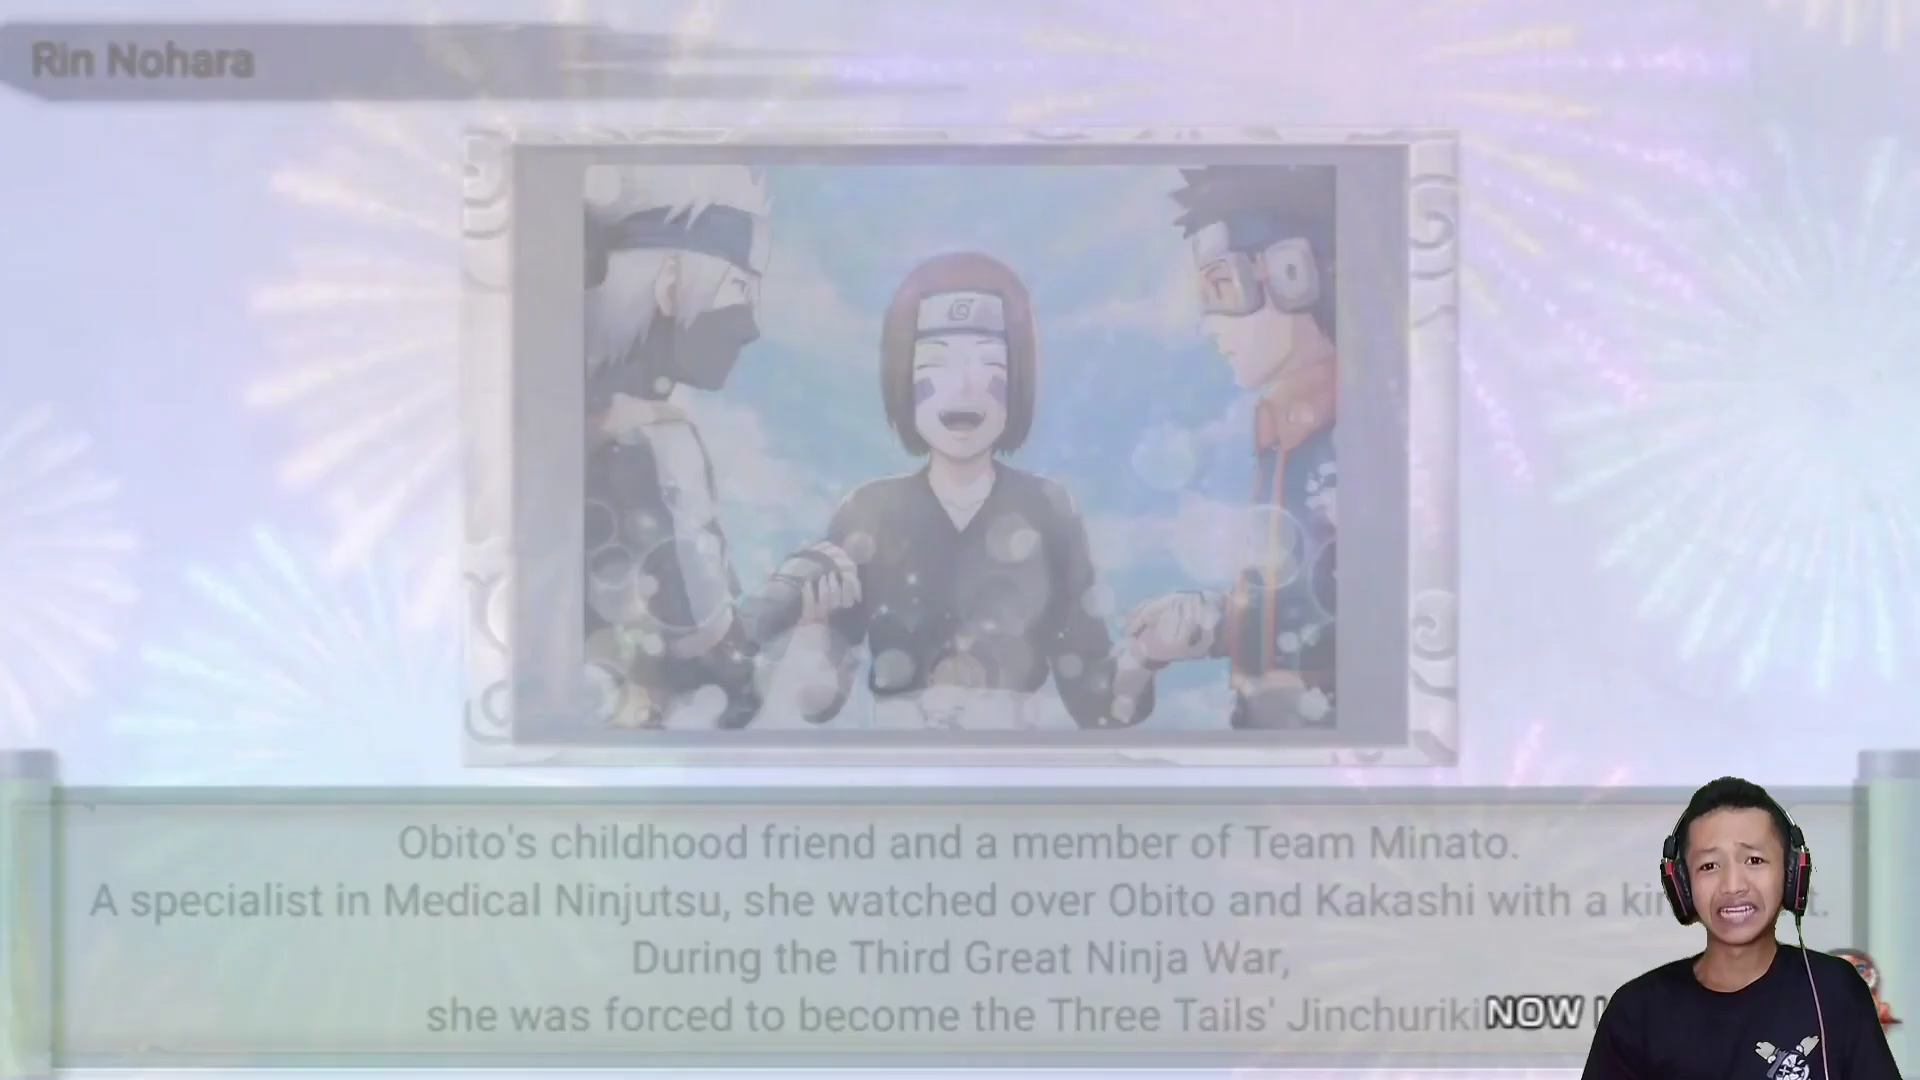 Rin Nohara
Obito's childhood friend and a member of Team Minato.
A specialist in Medical Ninjutsu, she watched over Obito and Kakashi with a
During the Third Great Ninja War,
she was forced to become the Three Tails' Jinchuriki
NOW